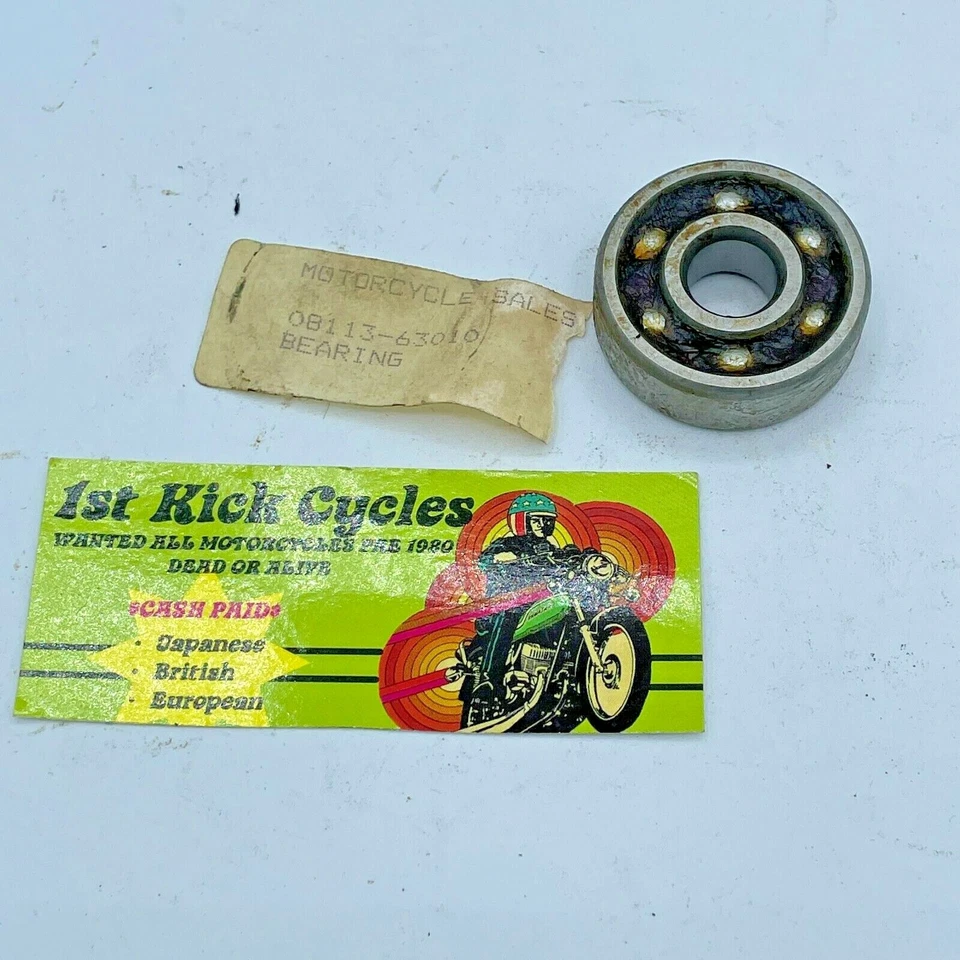 MOTORCYCLE SALES
08113-63010
BEARING
1st Kick Cycles
WANTED ALL MOTORCYCLES PRE 1980
DEAD OR ALIVE
$CASH PAID$
· Japanese
· British
· European